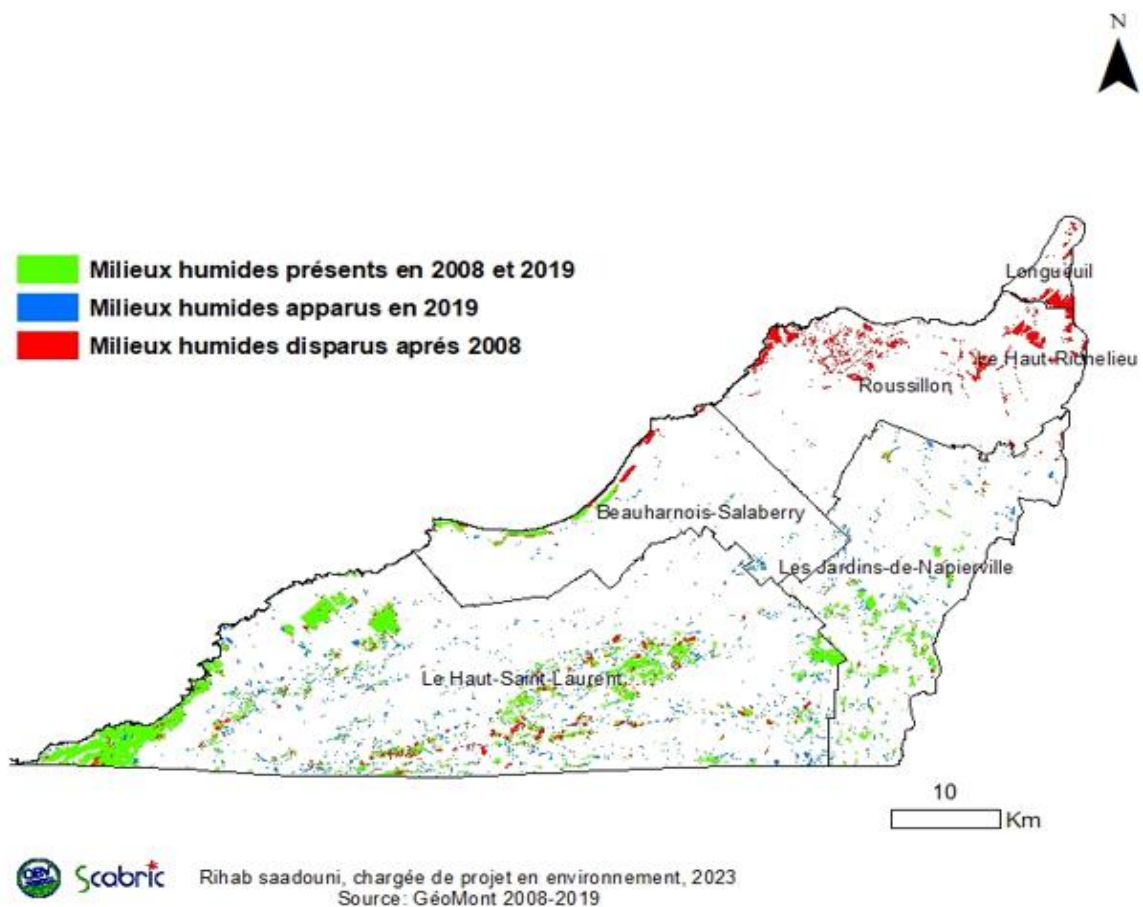 N
Milieux humides présents en 2008 et 2019
Milieux humides apparus en 2019
Milieux humides disparus aprés 2008
Longueuil
Le Haut-Richelieu
Roussillon
Beauharnois-Salaberry
Les Jardins-de-Napierville
Le Haut-Saint-Laurent
10
Km
OBV
Scabric
Rihab saadouni, chargée de projet en environnement, 2023
Source: GéoMont 2008-2019